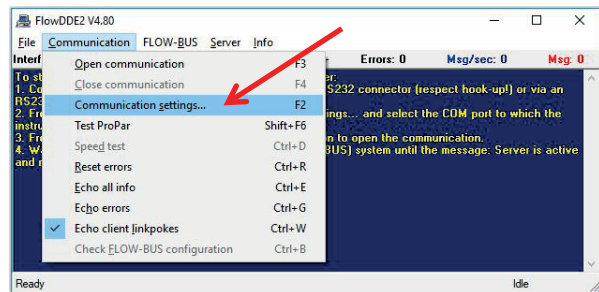 FlowDDE2 V4.80
File Communication FLOW-BUS Server Info
Interf Errors: 0 Msg/sec: 0 Msg: 0
Open communication F3
Close communication F4
Communication settings... F2
Test ProPar Shift+F6
Speed test Ctrl+D
Reset errors Ctrl+R
Echo all info Ctrl+E
Echo errors Ctrl+G
Echo client linkpokes Ctrl+W
Check FLOW-BUS configuration Ctrl+B
To st er:
1. Co S232 connector (respect hook-up!) or via an
RS23
2. Fro ings... and select the COM port to which the
instru
3. Fro n to open the communication.
4. W BUS) system until the message: Server is active
and r
Ready Idle